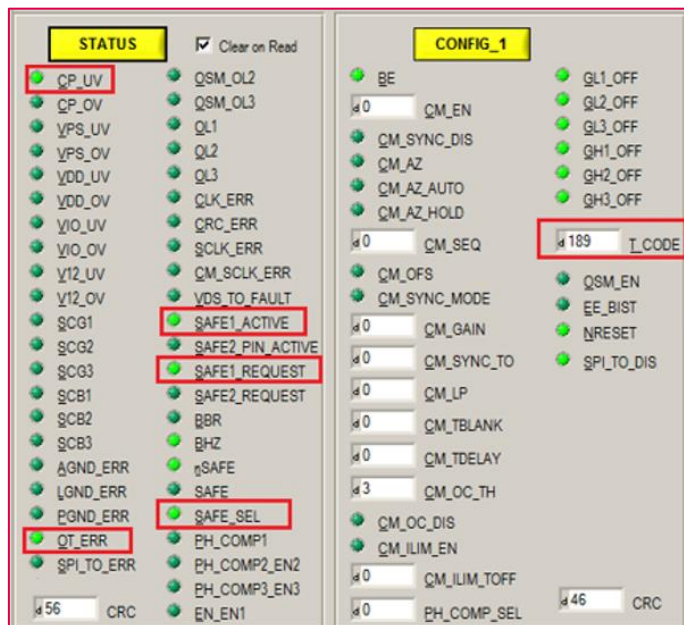 STATUS
Clear on Read
CP_UV
CP_OV
VPS_UV
VPS_OV
VDD_UV
VDD_OV
VIO_UV
VIO_OV
V12_UV
V12_OV
SCG1
SCG2
SCG3
SCB1
SCB2
SCB3
AGND_ERR
LGND_ERR
PGND_ERR
OT_ERR
SPI_TO_ERR
d 56 CRC
OSM_OL2
OSM_OL3
OL1
OL2
OL3
CLK_ERR
CRC_ERR
SCLK_ERR
CM_SCLK_ERR
VDS_TO_FAULT
SAFE1_ACTIVE
SAFE2_PIN_ACTIVE
SAFE1_REQUEST
SAFE2_REQUEST
BBR
BHZ
nSAFE
SAFE
SAFE_SEL
PH_COMP1
PH_COMP2_EN2
PH_COMP3_EN3
EN_EN1
CONFIG_1
BE
d 0 CM_EN
CM_SYNC_DIS
CM_AZ
CM_AZ_AUTO
CM_AZ_HOLD
d 0 CM_SEQ
CM_OFS
CM_SYNC_MODE
d 0 CM_GAIN
d 0 CM_SYNC_TO
d 0 CM_LP
d 0 CM_TBLANK
d 0 CM_TDELAY
d 3 CM_OC_TH
CM_OC_DIS
CM_ILIM_EN
d 0 CM_ILIM_TOFF
d 0 PH_COMP_SEL
GL1_OFF
GL2_OFF
GL3_OFF
GH1_OFF
GH2_OFF
GH3_OFF
d 189 T_CODE
OSM_EN
EE_BIST
NRESET
SPI_TO_DIS
d 46 CRC